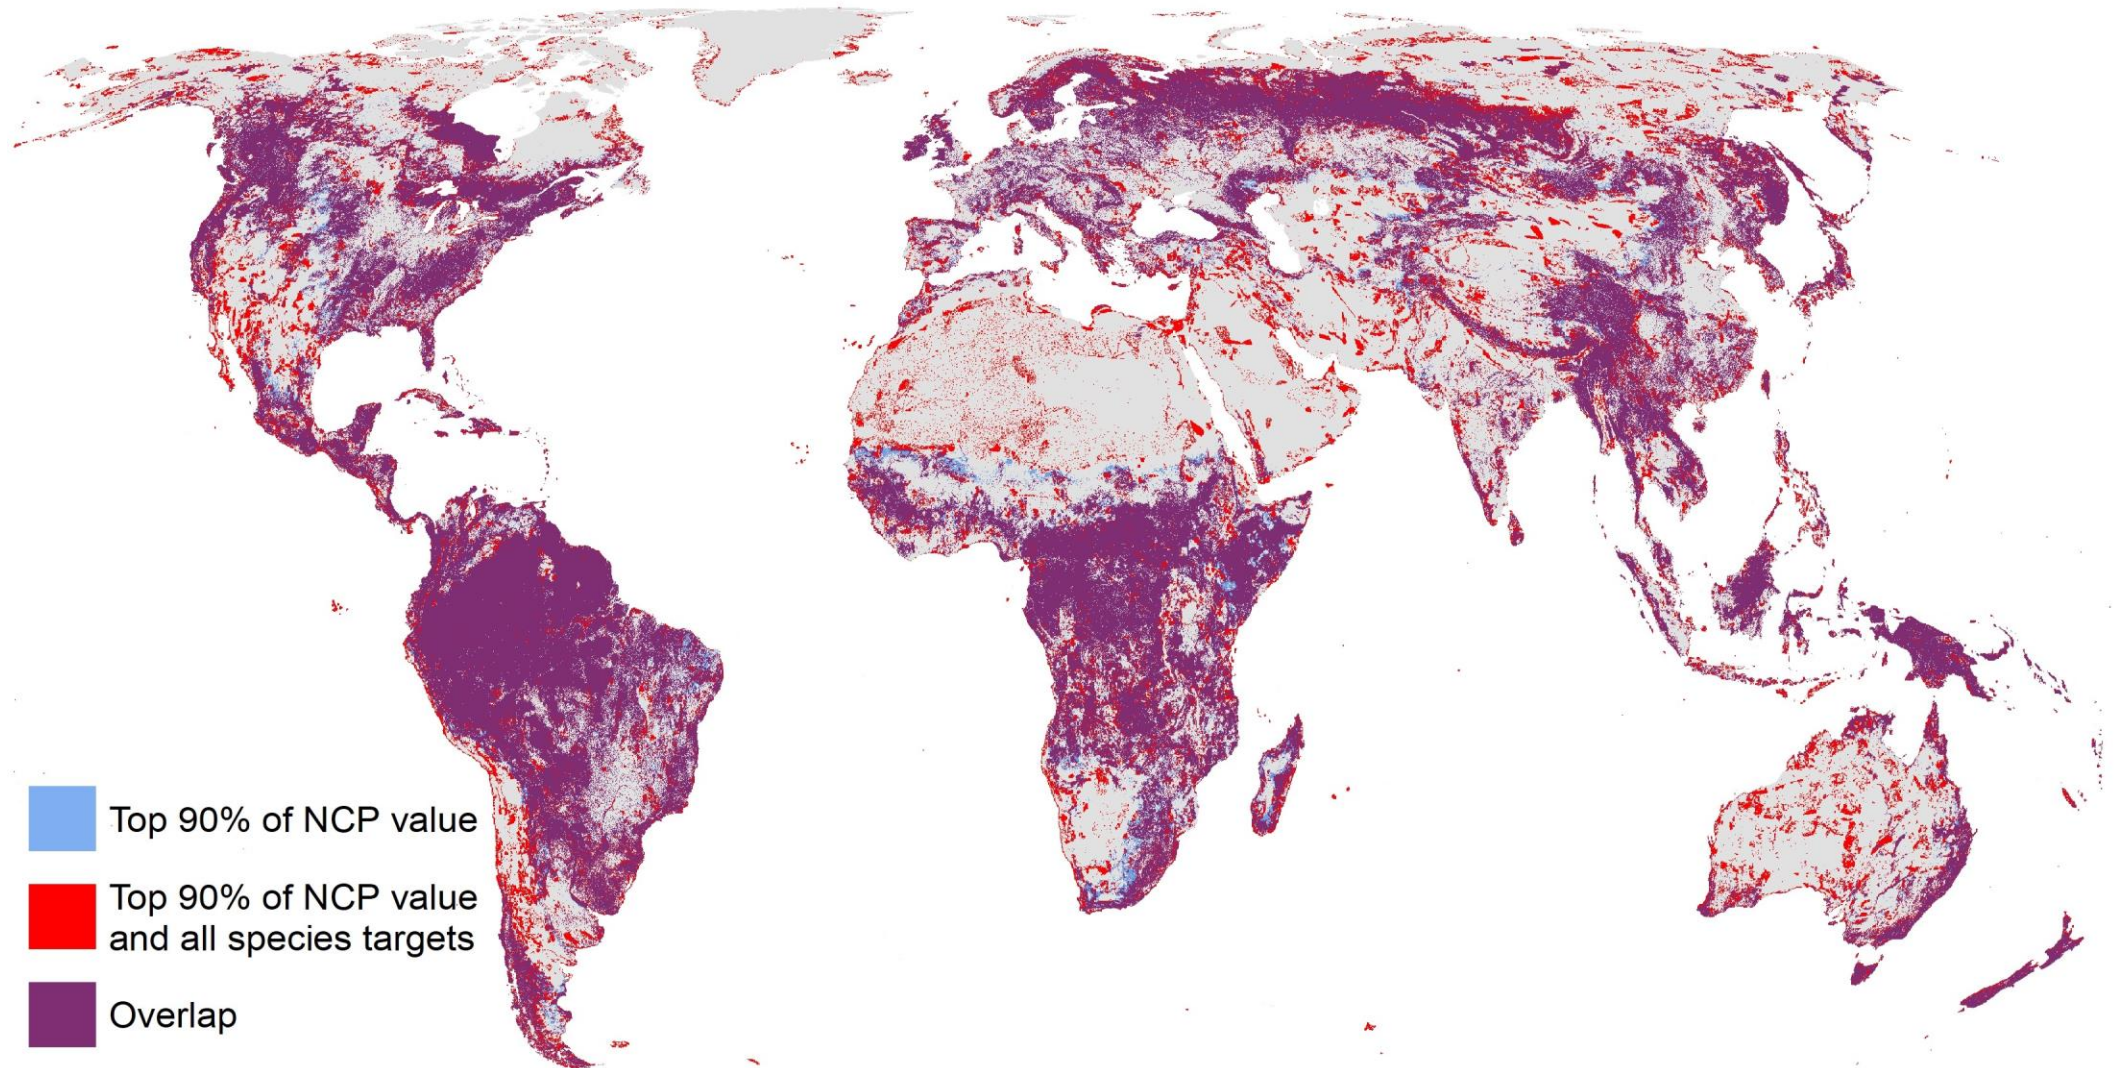 Top 90% of NCP value
Top 90% of NCP value
and all species targets
Overlap